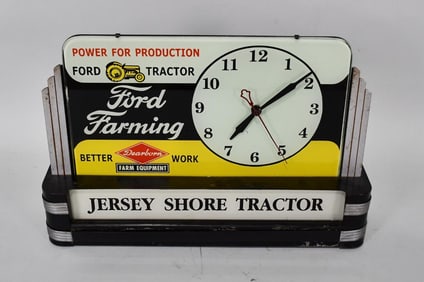 POWER FOR PRODUCTION
FORD TRACTOR
Ford
Farming
BETTER Dearborn WORK
FARM EQUIPMENT
12
1
2
3
4
5
6
7
8
9
10
11
JERSEY SHORE TRACTOR